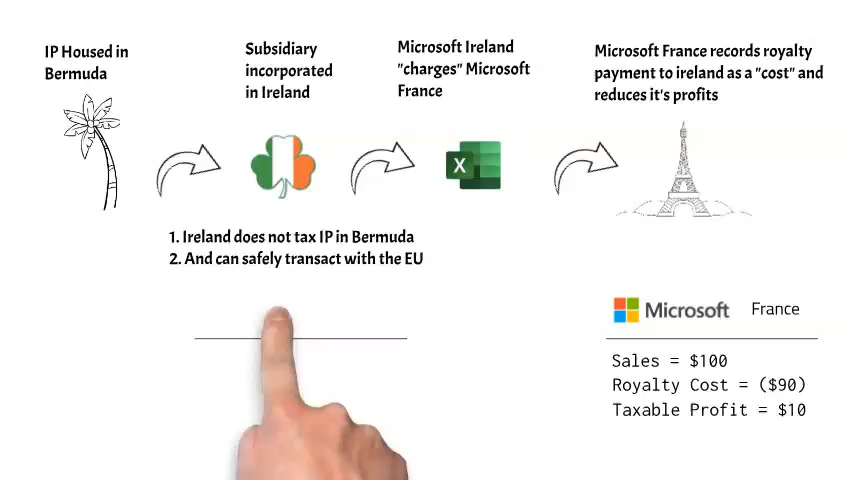 IP Housed in
Bermuda
Subsidiary
incorporated
in Ireland
Microsoft Ireland
"charges" Microsoft
France
Microsoft France records royalty
payment to ireland as a "cost" and
reduces it's profits
X
1. Ireland does not tax IP in Bermuda
2. And can safely transact with the EU
Microsoft France
Sales = $100
Royalty Cost = ($90)
Taxable Profit = $10